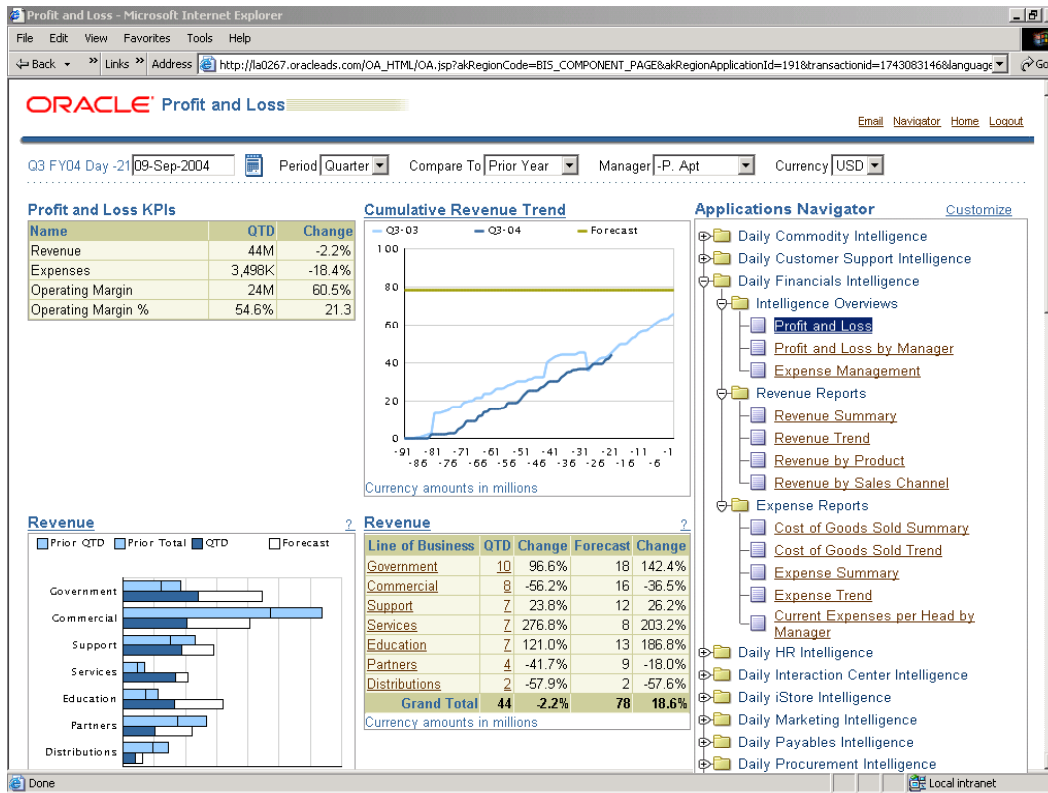 Profit and Loss - Microsoft Internet Explorer
File Edit View Favorites Tools Help
Back » Links » Address http://la0267.oracleads.com/OA_HTML/OA.jsp?akRegionCode=BIS_COMPONENT_PAGE&akRegionApplicationId=191&transactionid=1743083146&language Go
ORACLE Profit and Loss
Email Navigator Home Logout
Q3 FY04 Day -21 09-Sep-2004 Period Quarter Compare To Prior Year Manager -P. Apt Currency USD
Profit and Loss KPIs
Name QTD Change
Revenue 44M -2.2%
Expenses 3,498K -18.4%
Operating Margin 24M 60.5%
Operating Margin % 54.6% 21.3
Cumulative Revenue Trend
Q3-03 Q3-04 Forecast
100
80
60
40
20
0
-91 -81 -71 -61 -51 -41 -31 -21 -11 -1
-86 -76 -66 -56 -46 -36 -26 -16 -6
Currency amounts in millions
Revenue ?
Prior QTD Prior Total QTD Forecast
Government
Commercial
Support
Services
Education
Partners
Distributions
Revenue ?
Line of Business QTD Change Forecast Change
Government 10 96.6% 18 142.4%
Commercial 8 -56.2% 16 -36.5%
Support 7 23.8% 12 26.2%
Services 7 276.8% 8 203.2%
Education 7 121.0% 13 186.8%
Partners 4 -41.7% 9 -18.0%
Distributions 2 -57.9% 2 -57.6%
Grand Total 44 -2.2% 78 18.6%
Currency amounts in millions
Applications Navigator Customize
Daily Commodity Intelligence
Daily Customer Support Intelligence
Daily Financials Intelligence
Intelligence Overviews
Profit and Loss
Profit and Loss by Manager
Expense Management
Revenue Reports
Revenue Summary
Revenue Trend
Revenue by Product
Revenue by Sales Channel
Expense Reports
Cost of Goods Sold Summary
Cost of Goods Sold Trend
Expense Summary
Expense Trend
Current Expenses per Head by
Manager
Daily HR Intelligence
Daily Interaction Center Intelligence
Daily iStore Intelligence
Daily Marketing Intelligence
Daily Payables Intelligence
Daily Procurement Intelligence
Done Local intranet